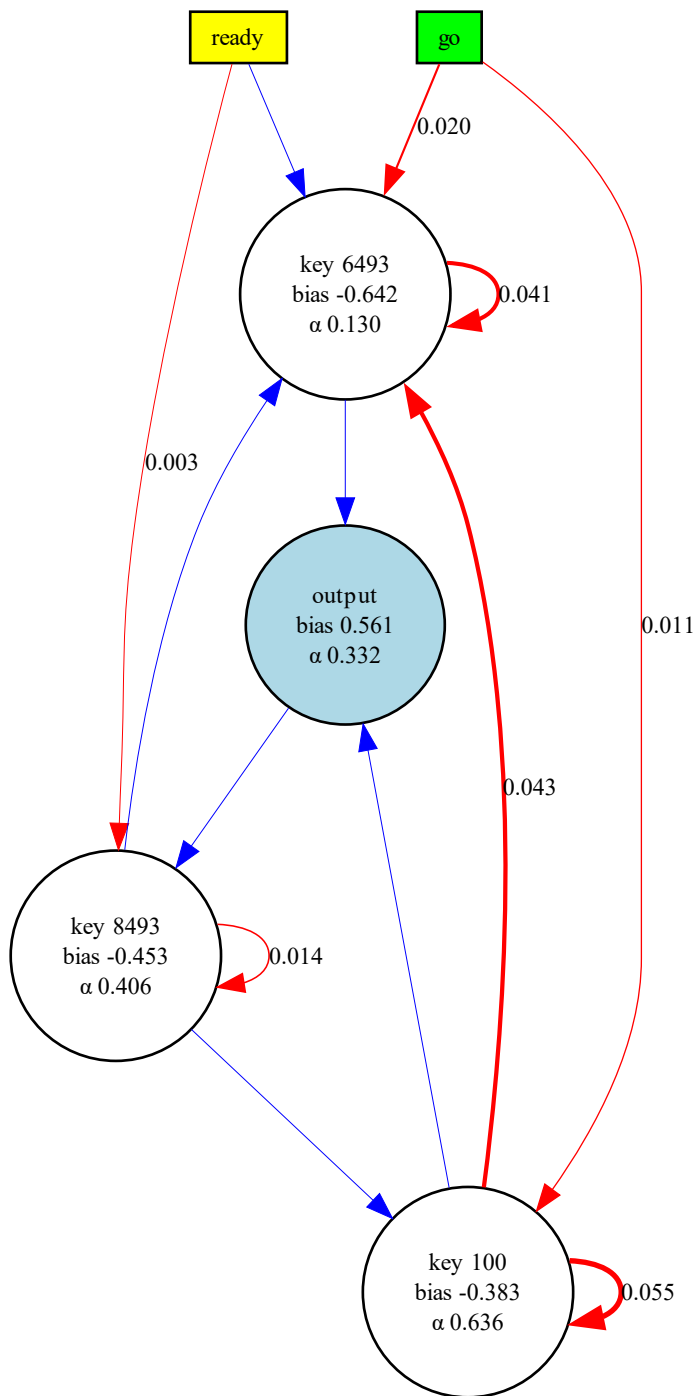 ready
go
0.020
key 6493
bias -0.642
α 0.130
0.041
0.003
output
bias 0.561
α 0.332
0.011
0.043
key 8493
bias -0.453
α 0.406
0.014
key 100
bias -0.383
α 0.636
0.055